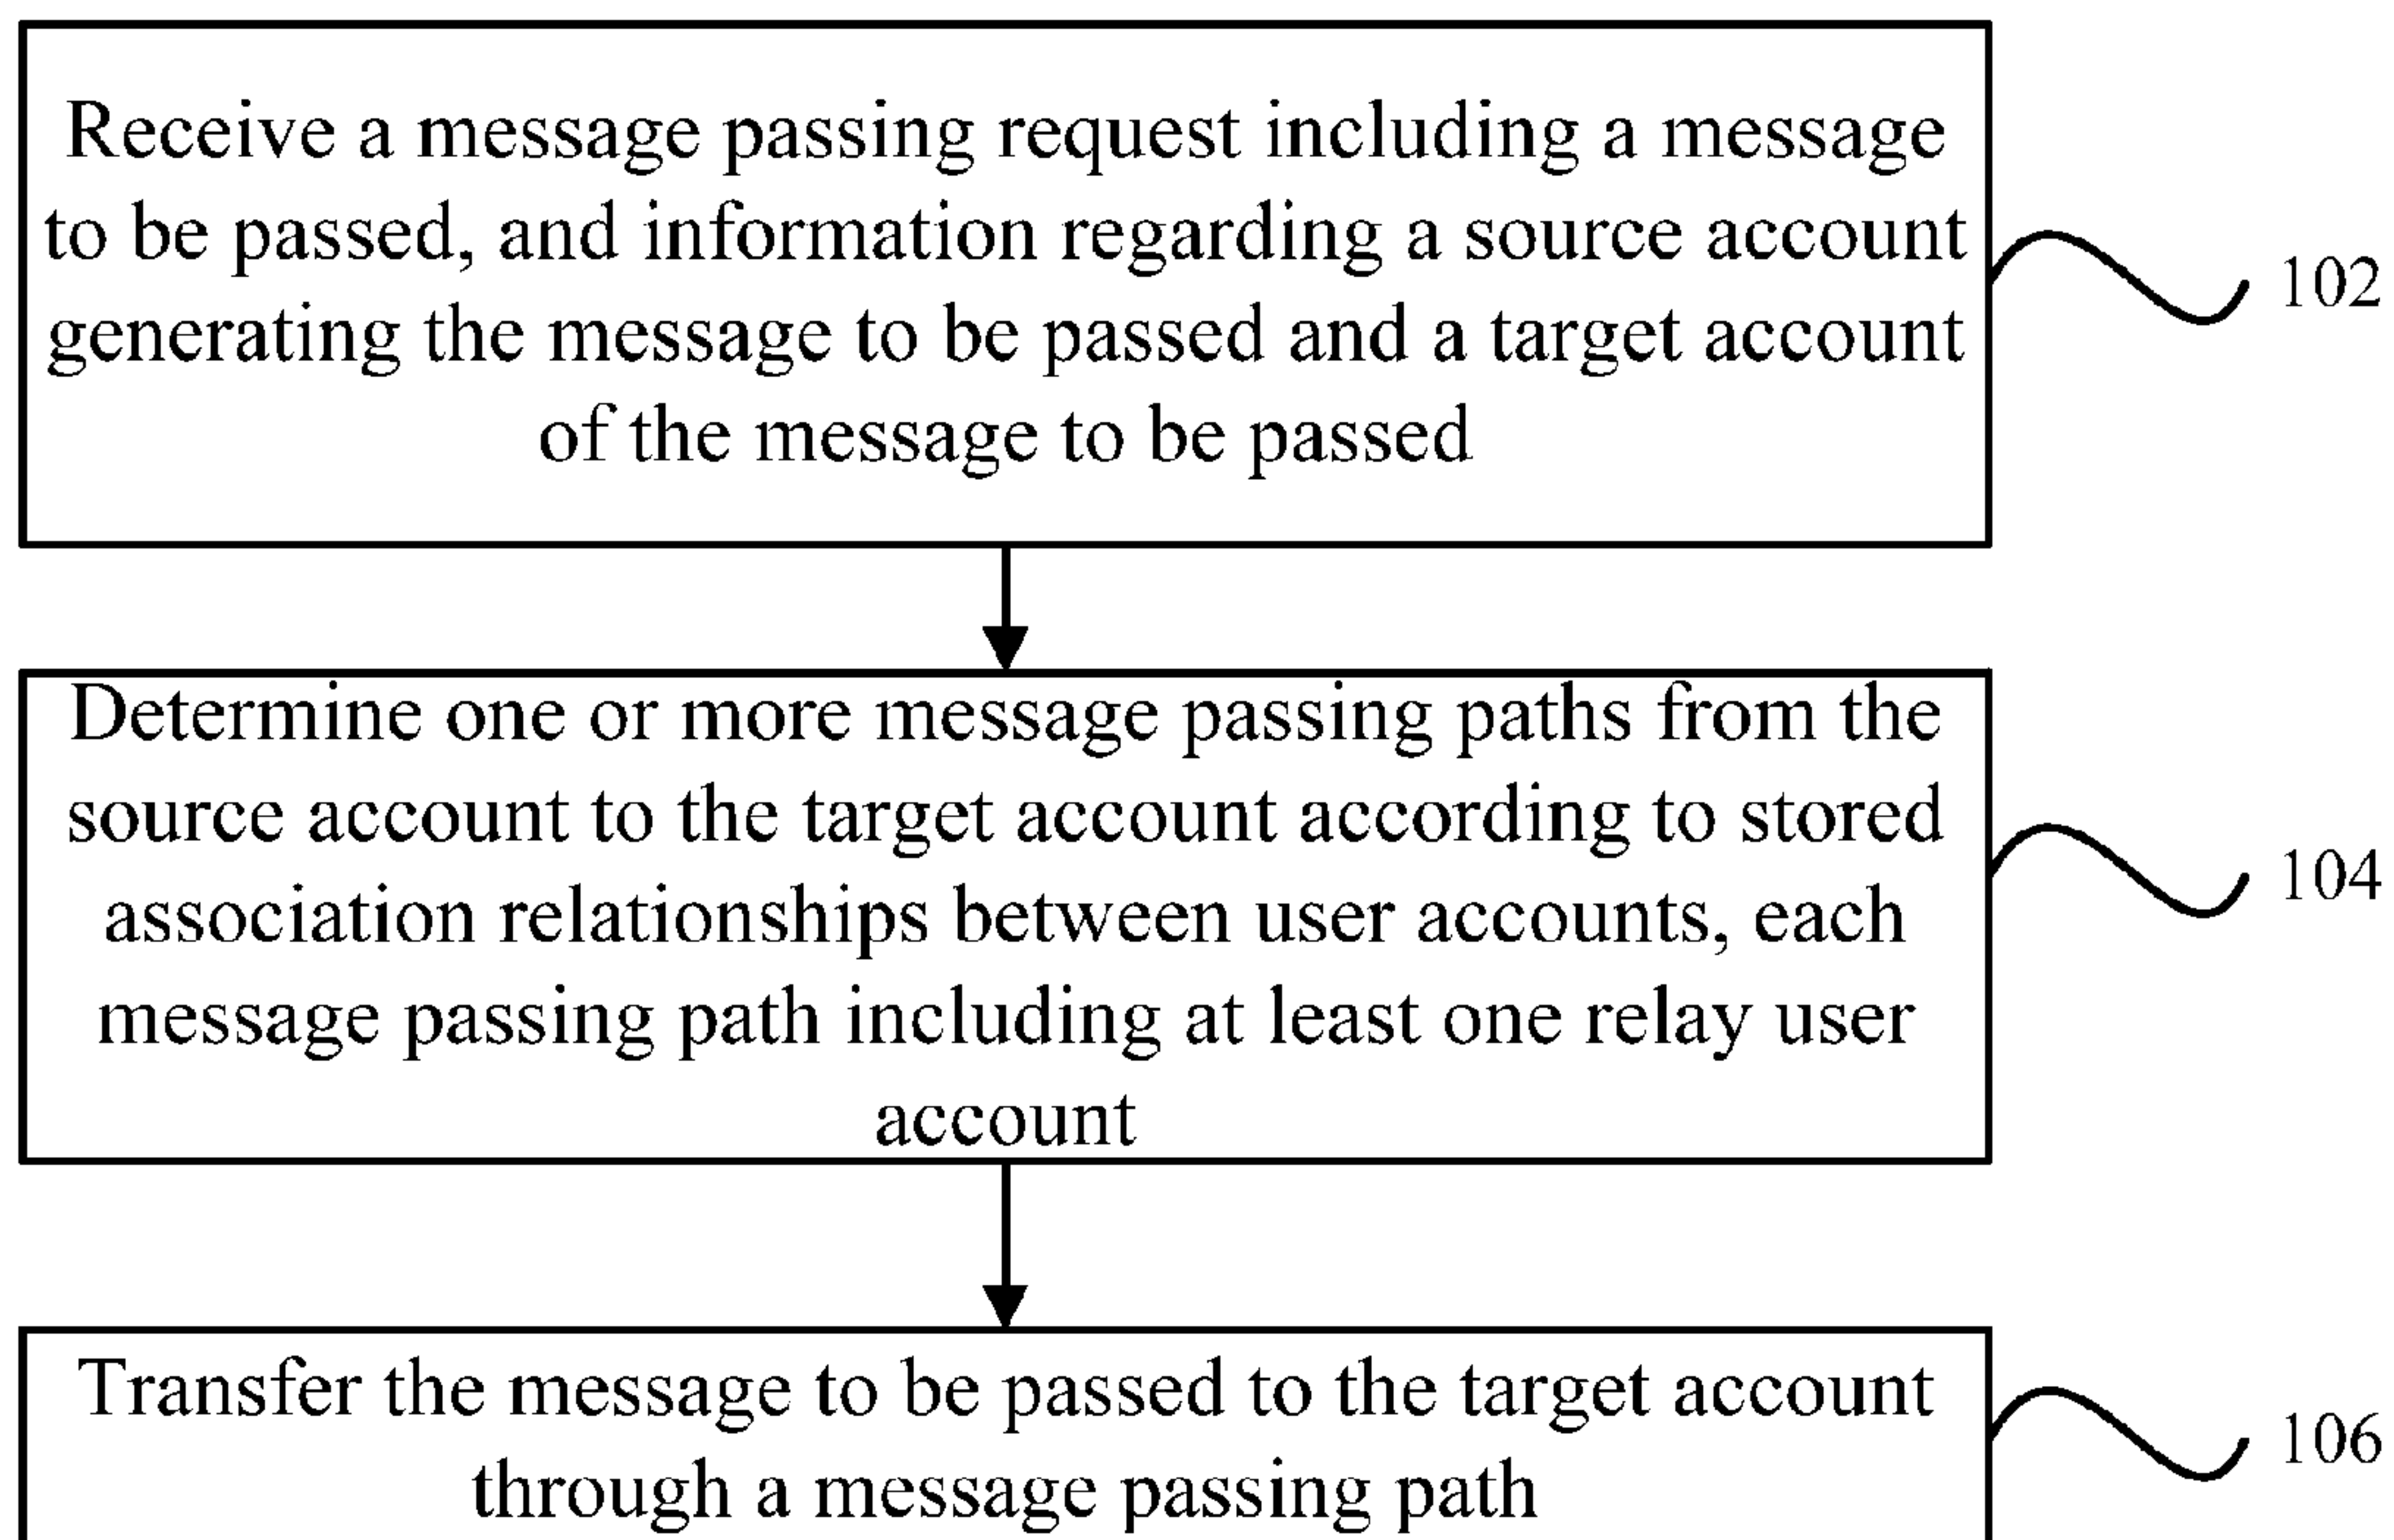 Receive a message passing request including a message
to be passed, and information regarding a source account
generating the message to be passed and a target account
of the message to be passed
102
Determine one or more message passing paths from the
source account to the target account according to stored
association relationships between user accounts, each
message passing path including at least one relay user
account
104
Transfer the message to be passed to the target account
through a message passing path
106